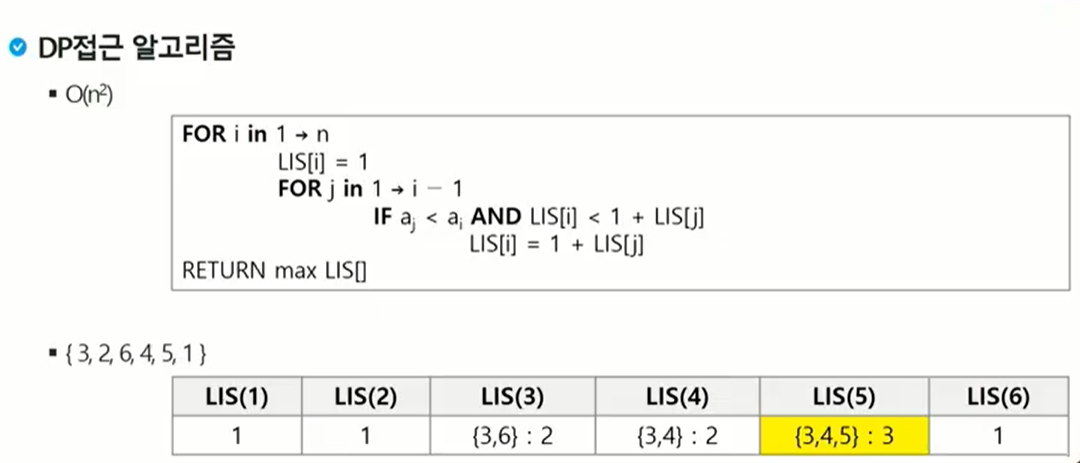 DP접근 알고리즘
▪ O(n²)
FOR i in 1 → n
LIS[i] = 1
FOR j in 1 → i − 1
IF aⱼ < aᵢ AND LIS[i] < 1 + LIS[j]
LIS[i] = 1 + LIS[j]
RETURN max LIS[]
▪ { 3, 2, 6, 4, 5, 1 }
LIS(1) LIS(2) LIS(3) LIS(4) LIS(5) LIS(6)
1 1 {3,6} : 2 {3,4} : 2 {3,4,5} : 3 1